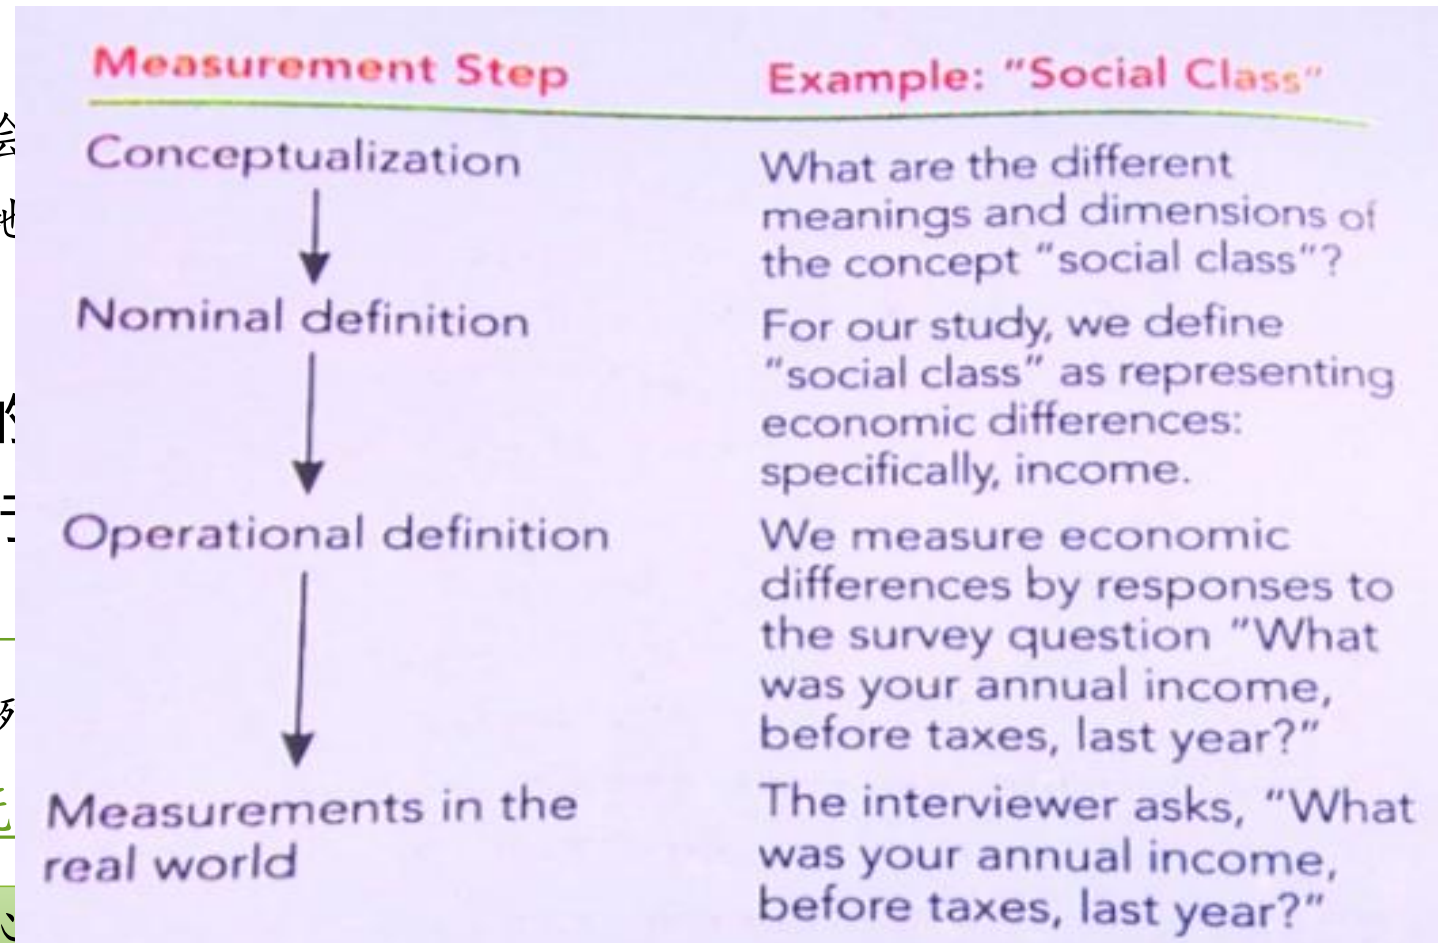 Measurement Step
Example: "Social Class"
Conceptualization
What are the different
meanings and dimensions of
the concept "social class"?
Nominal definition
For our study, we define
"social class" as representing
economic differences:
specifically, income.
Operational definition
We measure economic
differences by responses to
the survey question "What
was your annual income,
before taxes, last year?"
Measurements in the
real world
The interviewer asks, "What
was your annual income,
before taxes, last year?"